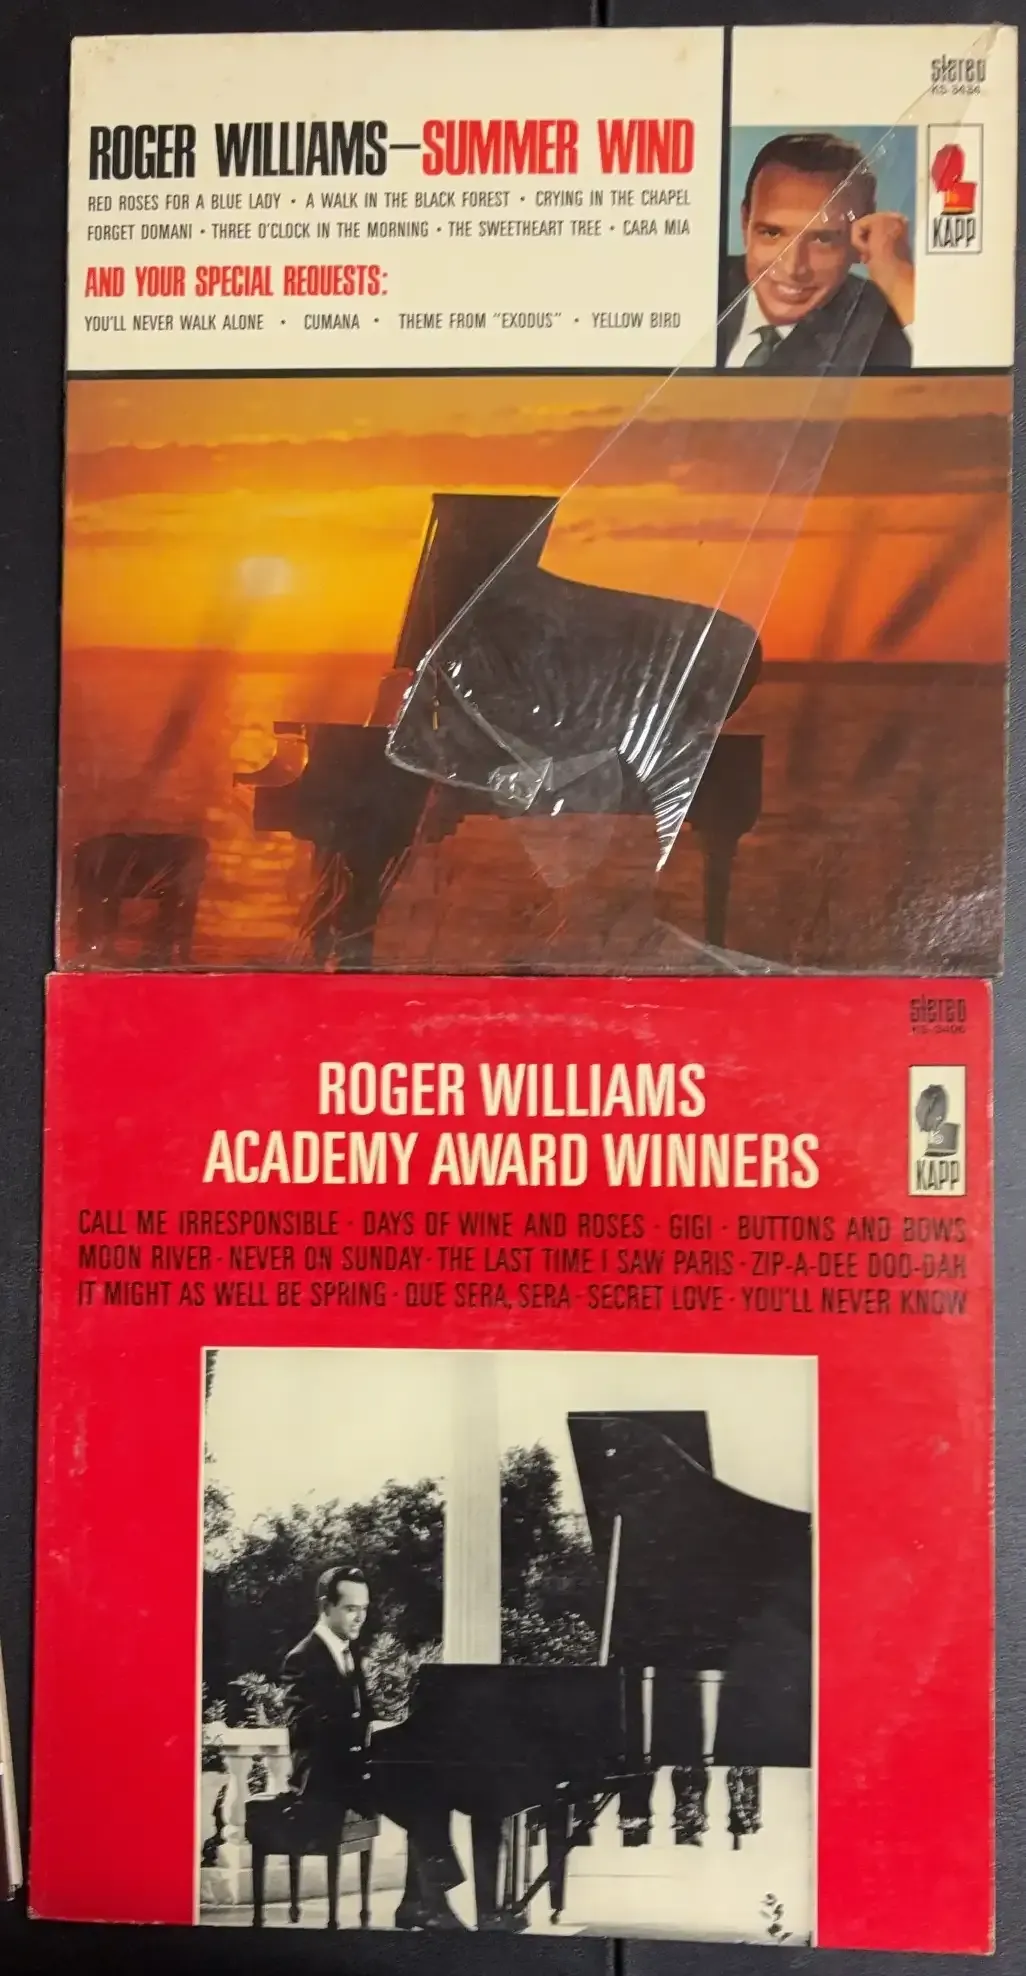 stereo
KS-3434
ROGER WILLIAMS—SUMMER WIND
RED ROSES FOR A BLUE LADY • A WALK IN THE BLACK FOREST • CRYING IN THE CHAPEL
FORGET DOMANI • THREE O'CLOCK IN THE MORNING • THE SWEETHEART TREE • CARA MIA
KAPP
AND YOUR SPECIAL REQUESTS:
YOU'LL NEVER WALK ALONE • CUMANA • THEME FROM "EXODUS" • YELLOW BIRD
stereo
KS-3406
ROGER WILLIAMS
ACADEMY AWARD WINNERS
KAPP
CALL ME IRRESPONSIBLE · DAYS OF WINE AND ROSES · GIGI · BUTTONS AND BOWS
MOON RIVER · NEVER ON SUNDAY · THE LAST TIME I SAW PARIS · ZIP-A-DEE DOO-DAH
IT MIGHT AS WELL BE SPRING · QUE SERA, SERA · SECRET LOVE · YOU'LL NEVER KNOW